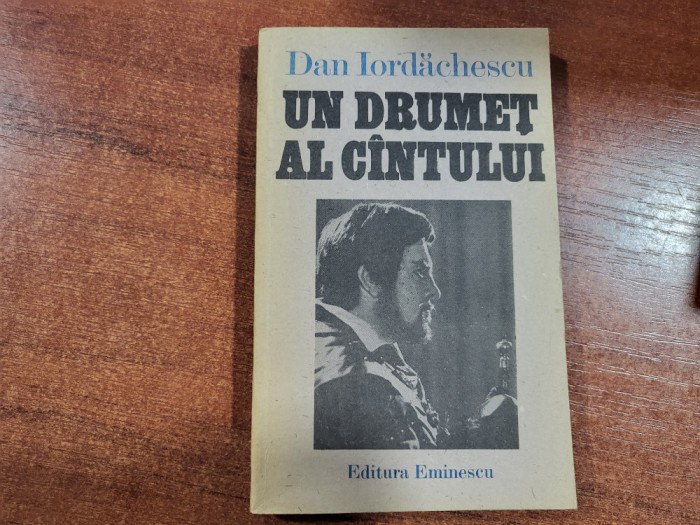 Dan Iordăchescu
UN DRUMEŢ
AL CÎNTULUI
Editura Eminescu